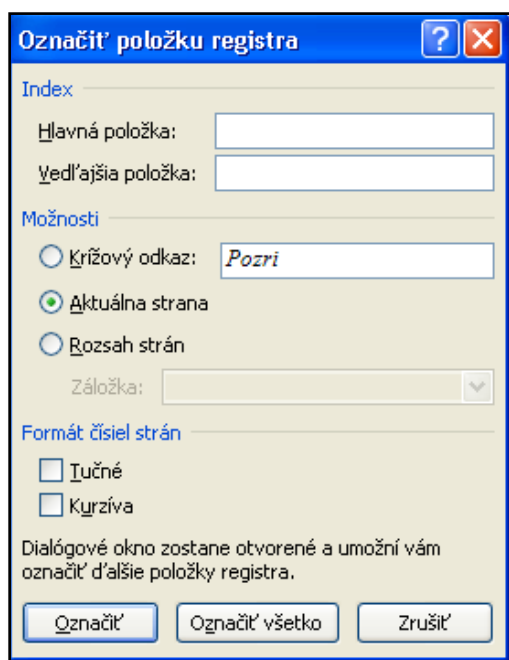 Označiť položku registra
Index
Hlavná položka:
Vedľajšia položka:
Možnosti
Krížový odkaz: Pozri
Aktuálna strana
Rozsah strán
Záložka:
Formát čísiel strán
Tučné
Kurzíva
Dialógové okno zostane otvorené a umožní vám
označiť ďalšie položky registra.
Označiť Označiť všetko Zrušiť